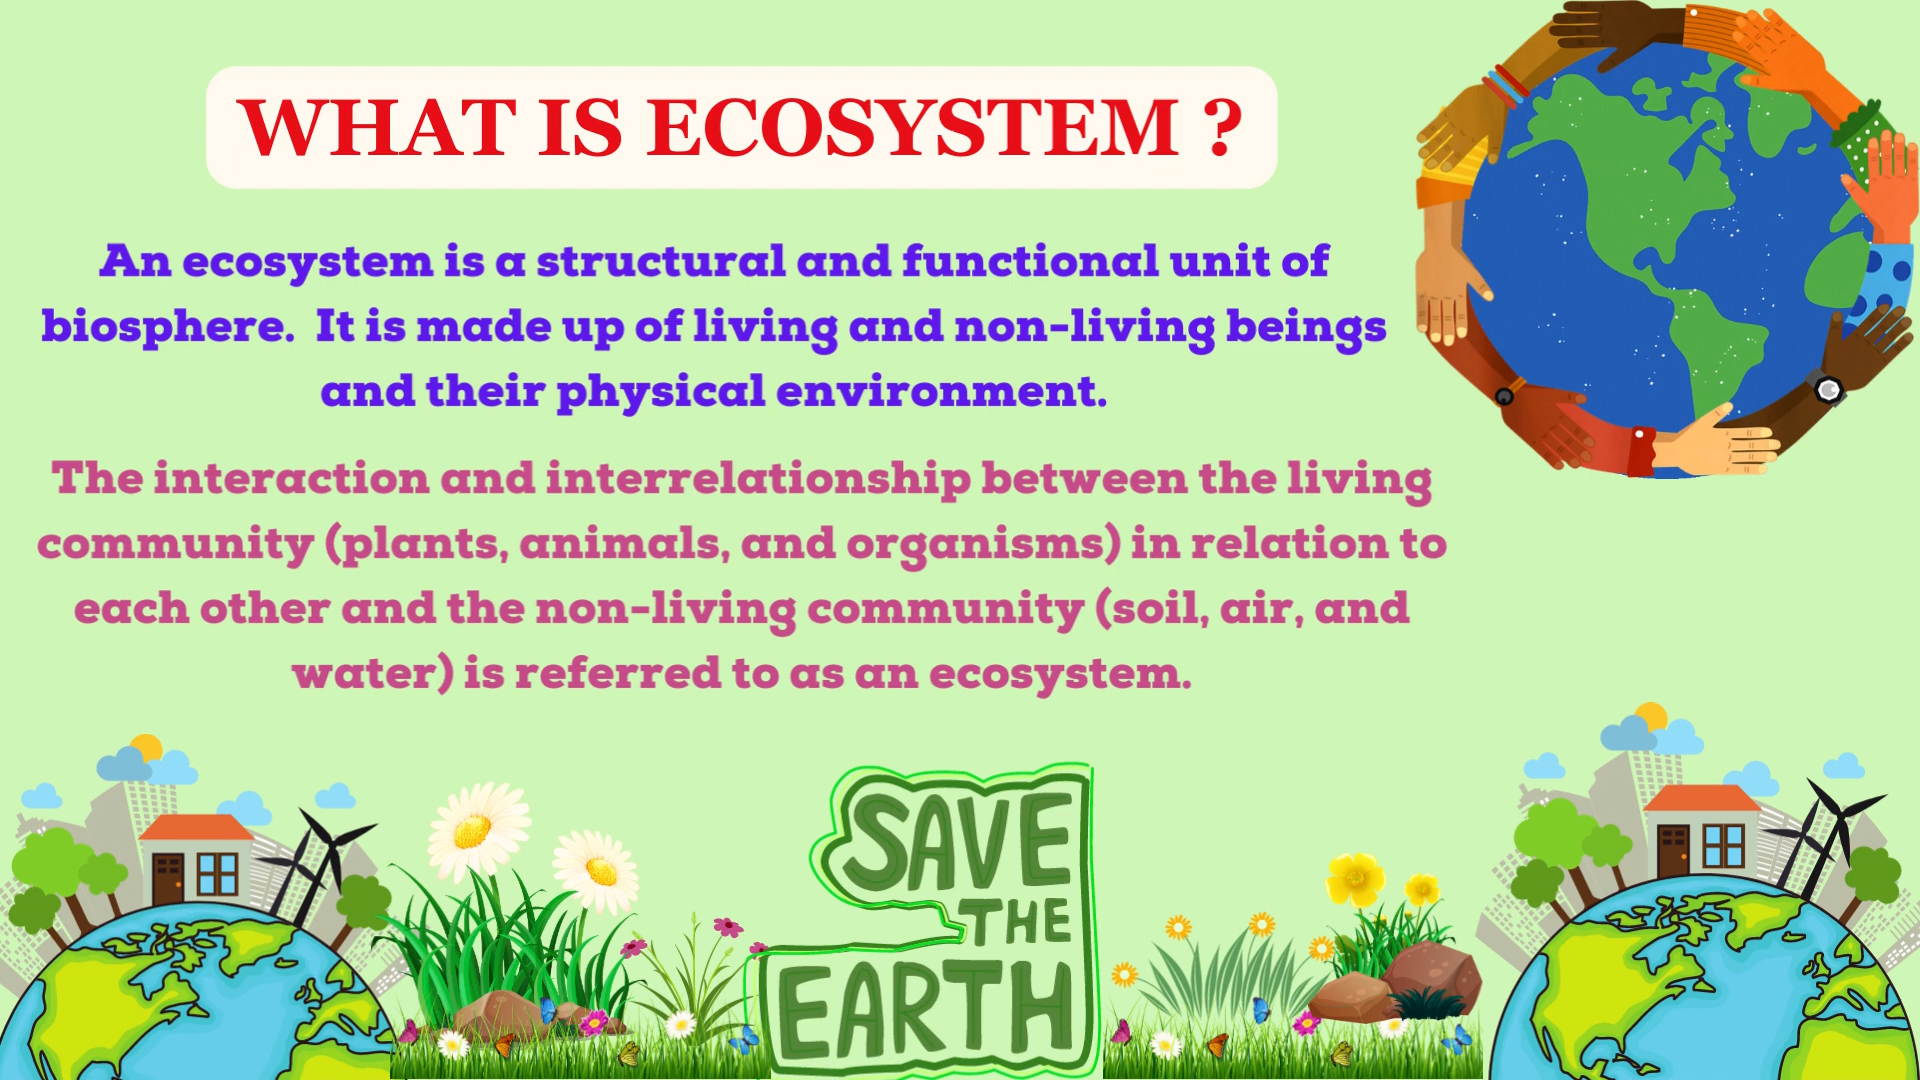 WHAT IS ECOSYSTEM ?
An ecosystem is a structural and functional unit of
biosphere. It is made up of living and non-living beings
and their physical environment.
The interaction and interrelationship between the living
community (plants, animals, and organisms) in relation to
each other and the non-living community (soil, air, and
water) is referred to as an ecosystem.
SAVE
THE
EARTH